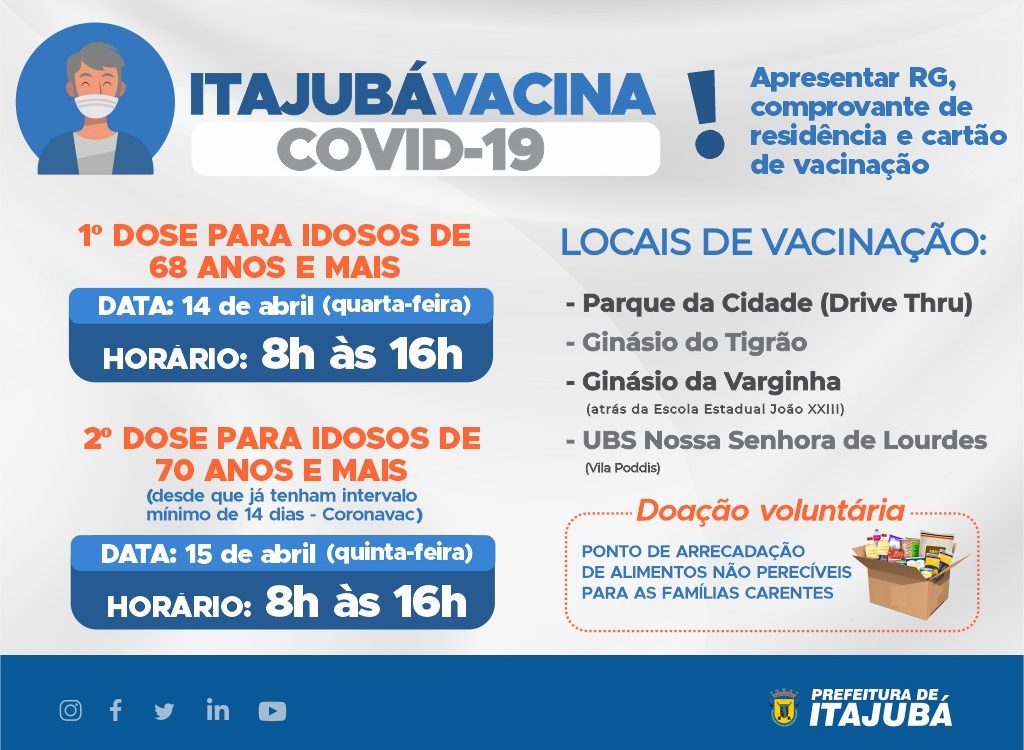 ITAJUBÁVACINA
COVID-19
!
Apresentar RG,
comprovante de
residência e cartão
de vacinação
1º DOSE PARA IDOSOS DE
68 ANOS E MAIS
DATA: 14 de abril (quarta-feira)
HORÁRIO: 8h às 16h
2º DOSE PARA IDOSOS DE
70 ANOS E MAIS
(desde que já tenham intervalo
mínimo de 14 dias - Coronavac)
DATA: 15 de abril (quinta-feira)
HORÁRIO: 8h às 16h
LOCAIS DE VACINAÇÃO:
- Parque da Cidade (Drive Thru)
- Ginásio do Tigrão
- Ginásio da Varginha
(atrás da Escola Estadual João XXIII)
- UBS Nossa Senhora de Lourdes
(Vila Poddis)
Doação voluntária
PONTO DE ARRECADAÇÃO
DE ALIMENTOS NÃO PERECÍVEIS
PARA AS FAMÍLIAS CARENTES
PREFEITURA DE
ITAJUBÁ